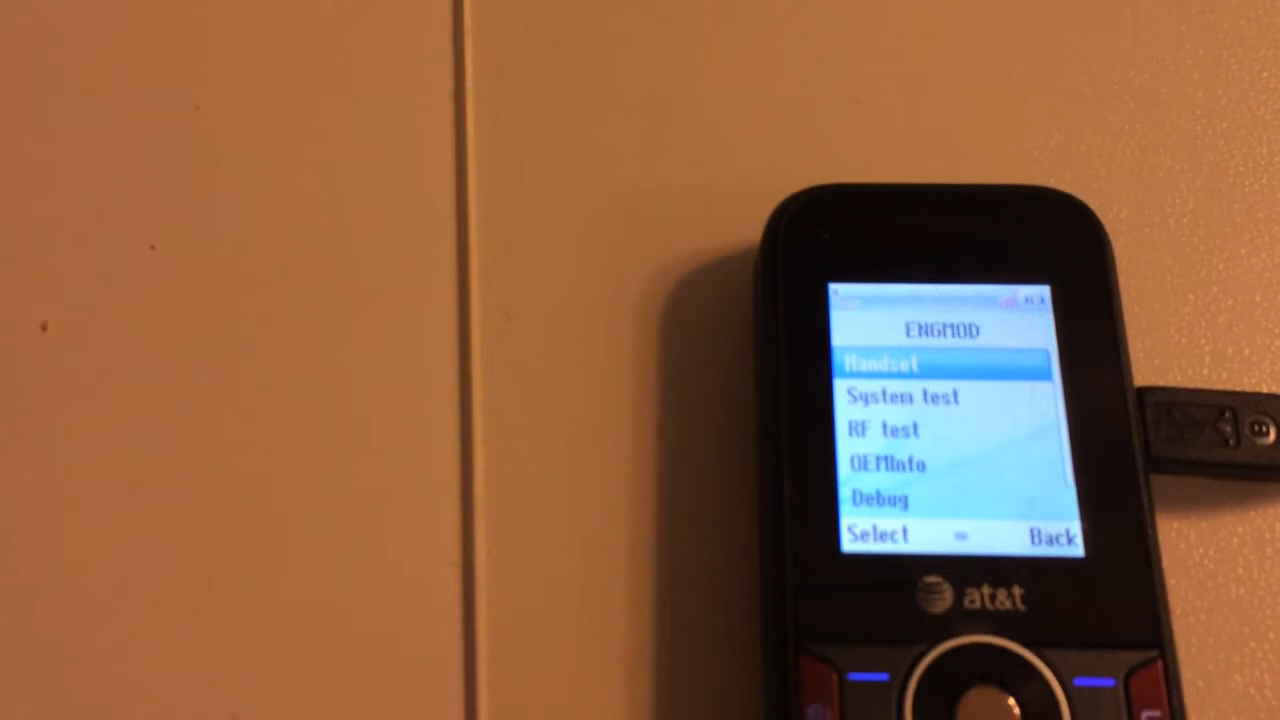 ENGMOD
Handset
System test
RF test
OEMInfo
Debug
Select Back
at&t